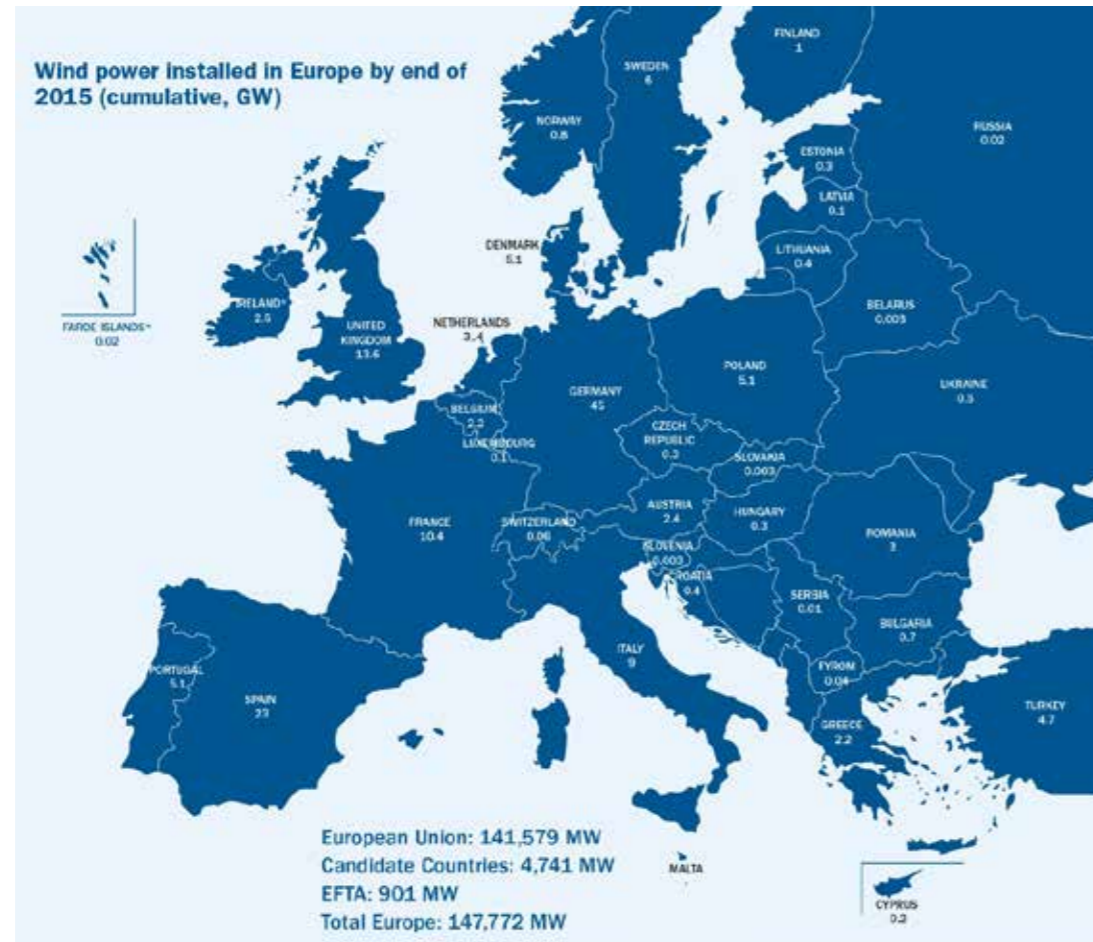 Wind power installed in Europe by end of
2015 (cumulative, GW)
FINLAND
1
SWEDEN
6
NORWAY
0.8
RUSSIA
0.02
ESTONIA
0.3
LATVIA
0.1
LITHUANIA
0.4
DENMARK
5.1
BELARUS
0.003
IRELAND*
2.5
FAROE ISLANDS**
0.02
UNITED
KINGDOM
13.6
NETHERLANDS
3.4
POLAND
5.1
UKRAINE
0.5
GERMANY
45
BELGIUM
2.2
LUXEMBOURG
0.1
CZECH
REPUBLIC
0.3
SLOVAKIA
0.003
AUSTRIA
2.4
HUNGARY
0.3
FRANCE
10.4
SWITZERLAND
0.06
ROMANIA
3
SLOVENIA
0.003
CROATIA
0.4
SERBIA
0.01
BULGARIA
0.7
ITALY
9
FYROM
0.04
PORTUGAL
5.1
SPAIN
23
GREECE
2.2
TURKEY
4.7
European Union: 141,579 MW
Candidate Countries: 4,741 MW
EFTA: 901 MW
Total Europe: 147,772 MW
MALTA
-
CYPRUS
0.2